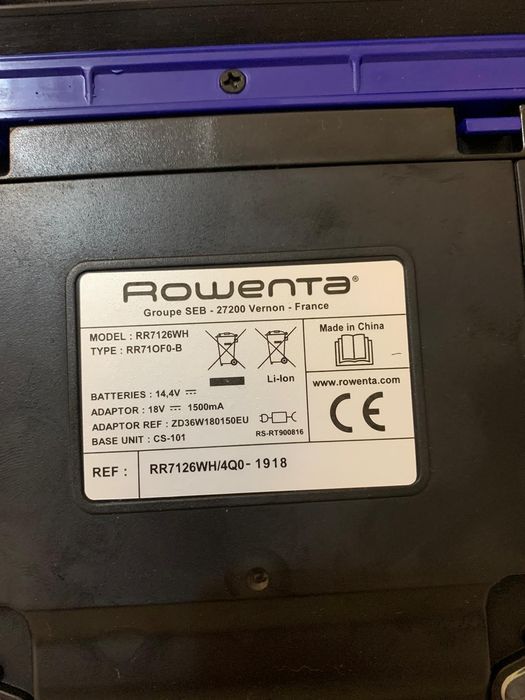 Rowenta®
Groupe SEB - 27200 Vernon - France
MODEL : RR7126WH
TYPE : RR71OF0-B
Li-Ion
Made in China
BATTERIES : 14,4V ⎓
ADAPTOR : 18V ⎓ 1500mA
ADAPTOR REF : ZD36W180150EU
BASE UNIT : CS-101
RS-RT900816
www.rowenta.com
CE
REF : RR7126WH/4Q0- 1918